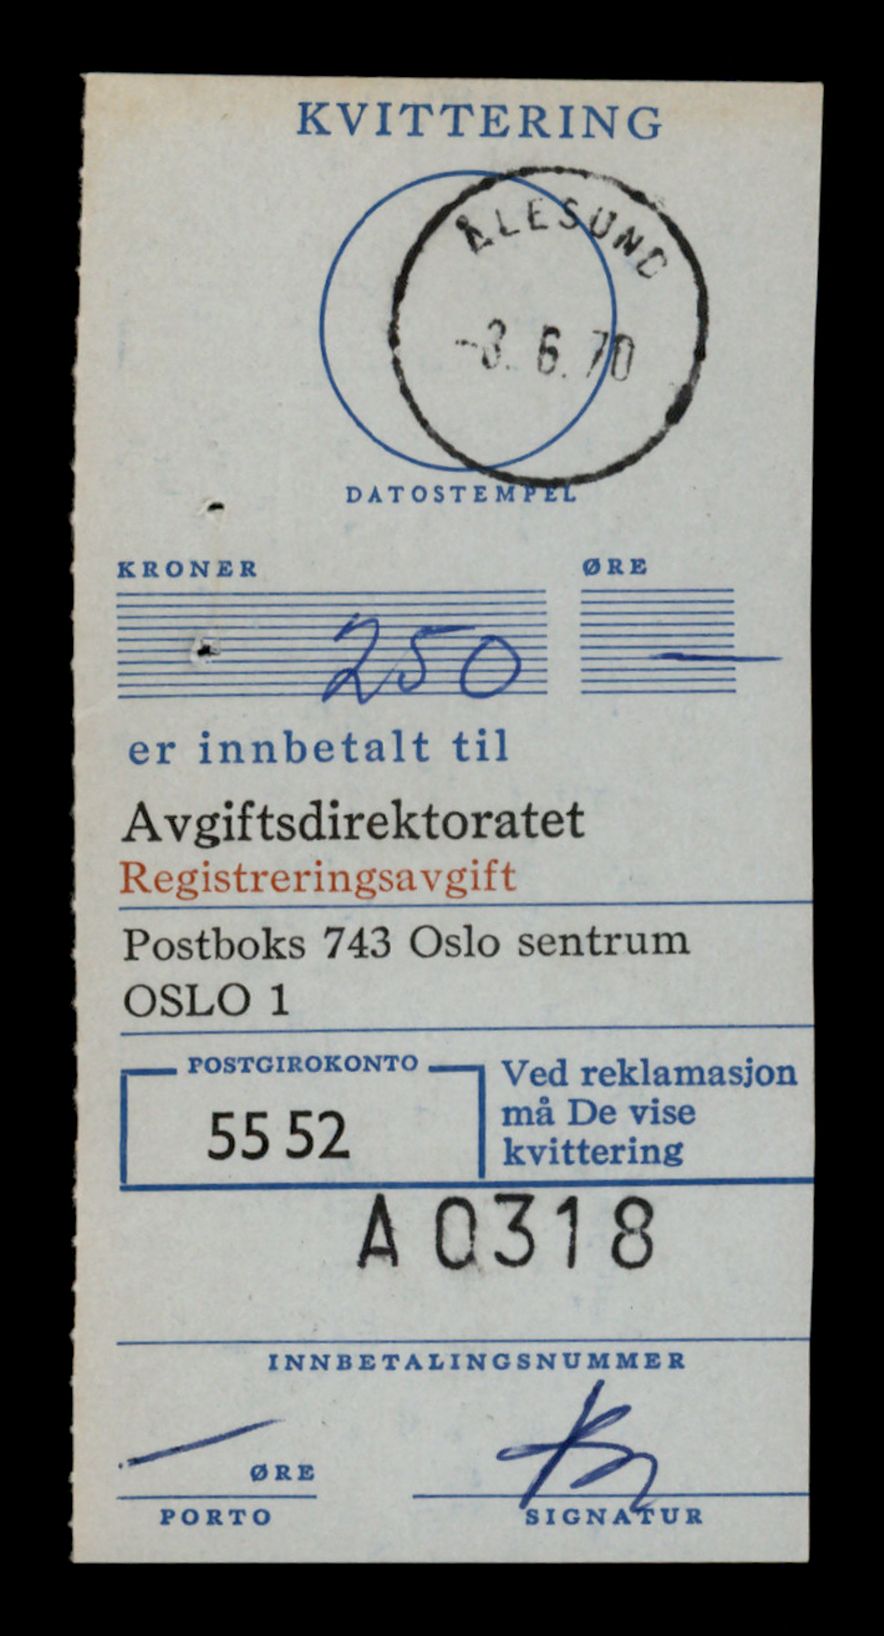 KVITTERING
ÅLESUND
-3. 6. 70
DATOSTEMPEL
KRONER ØRE
250 —
er innbetalt til
Avgiftsdirektoratet
Registreringsavgift
Postboks 743 Oslo sentrum
OSLO 1
POSTGIROKONTO
55 52
Ved reklamasjon
må De vise
kvittering
A 0318
INNBETALINGSNUMMER
— ØRE
PORTO
SIGNATUR